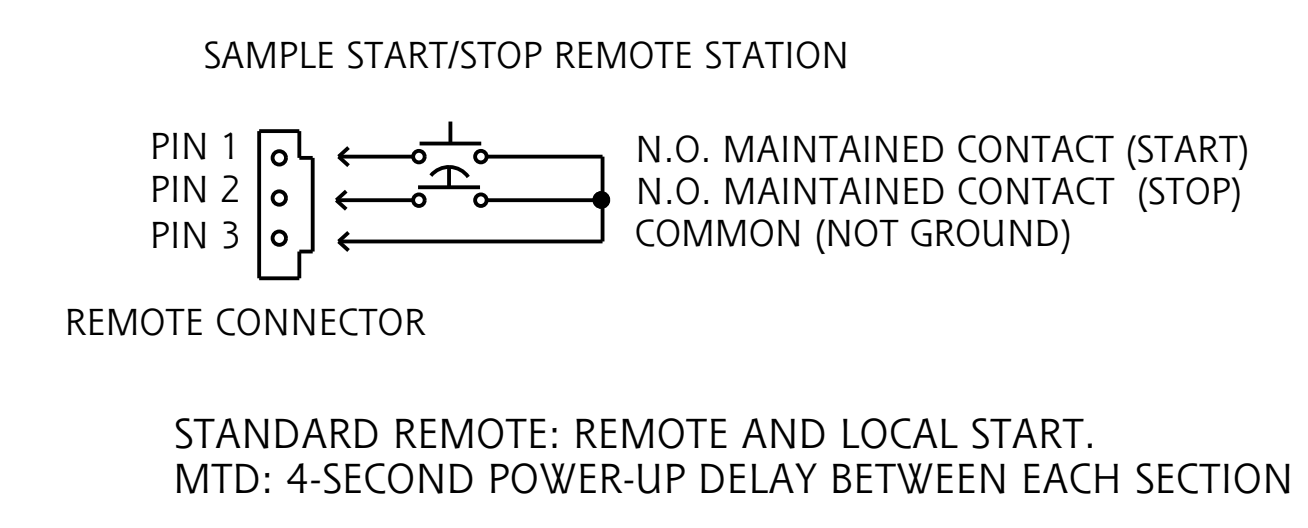 SAMPLE START/STOP REMOTE STATION
PIN 1 N.O. MAINTAINED CONTACT (START)
PIN 2 N.O. MAINTAINED CONTACT (STOP)
PIN 3 COMMON (NOT GROUND)
REMOTE CONNECTOR
STANDARD REMOTE: REMOTE AND LOCAL START.
MTD: 4-SECOND POWER-UP DELAY BETWEEN EACH SECTION